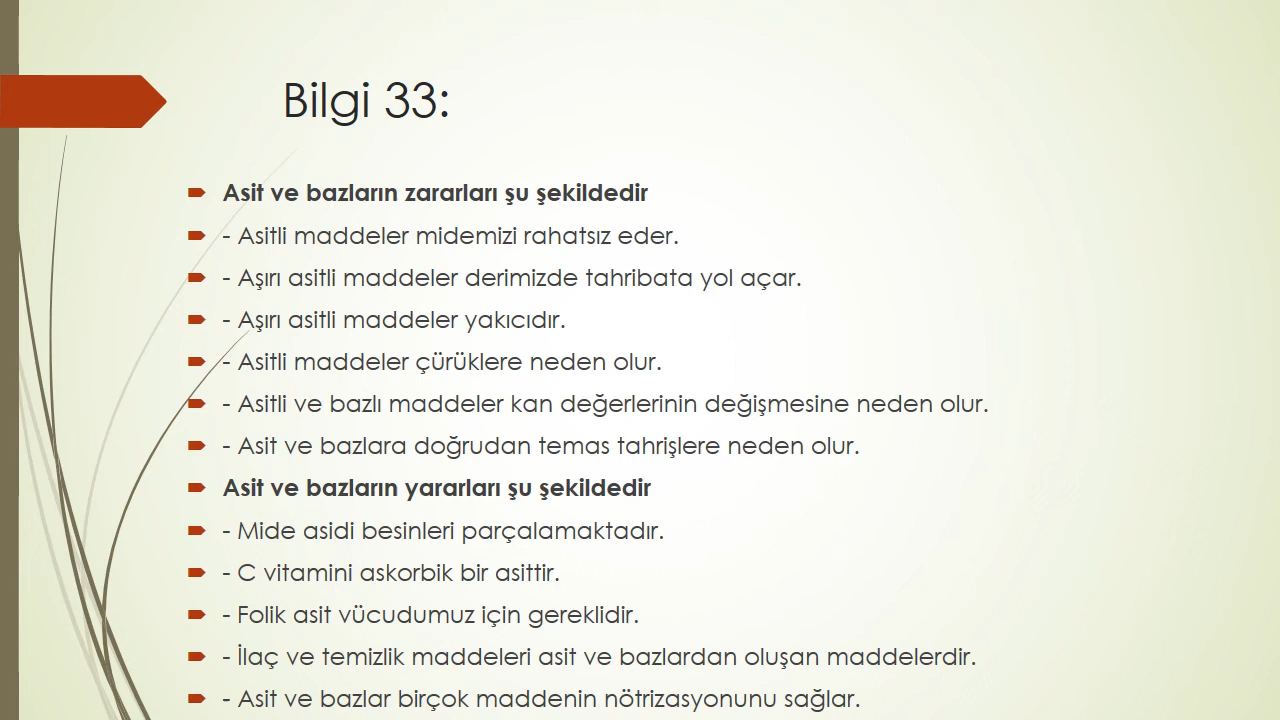 Bilgi 33:
Asit ve bazların zararları şu şekildedir
- Asitli maddeler midemizi rahatsız eder.
- Aşırı asitli maddeler derimizde tahribata yol açar.
- Aşırı asitli maddeler yakıcıdır.
- Asitli maddeler çürüklere neden olur.
- Asitli ve bazlı maddeler kan değerlerinin değişmesine neden olur.
- Asit ve bazlara doğrudan temas tahrişlere neden olur.
Asit ve bazların yararları şu şekildedir
- Mide asidi besinleri parçalamaktadır.
- C vitamini askorbik bir asittir.
- Folik asit vücudumuz için gereklidir.
- İlaç ve temizlik maddeleri asit ve bazlardan oluşan maddelerdir.
- Asit ve bazlar birçok maddenin nötrizasyonunu sağlar.